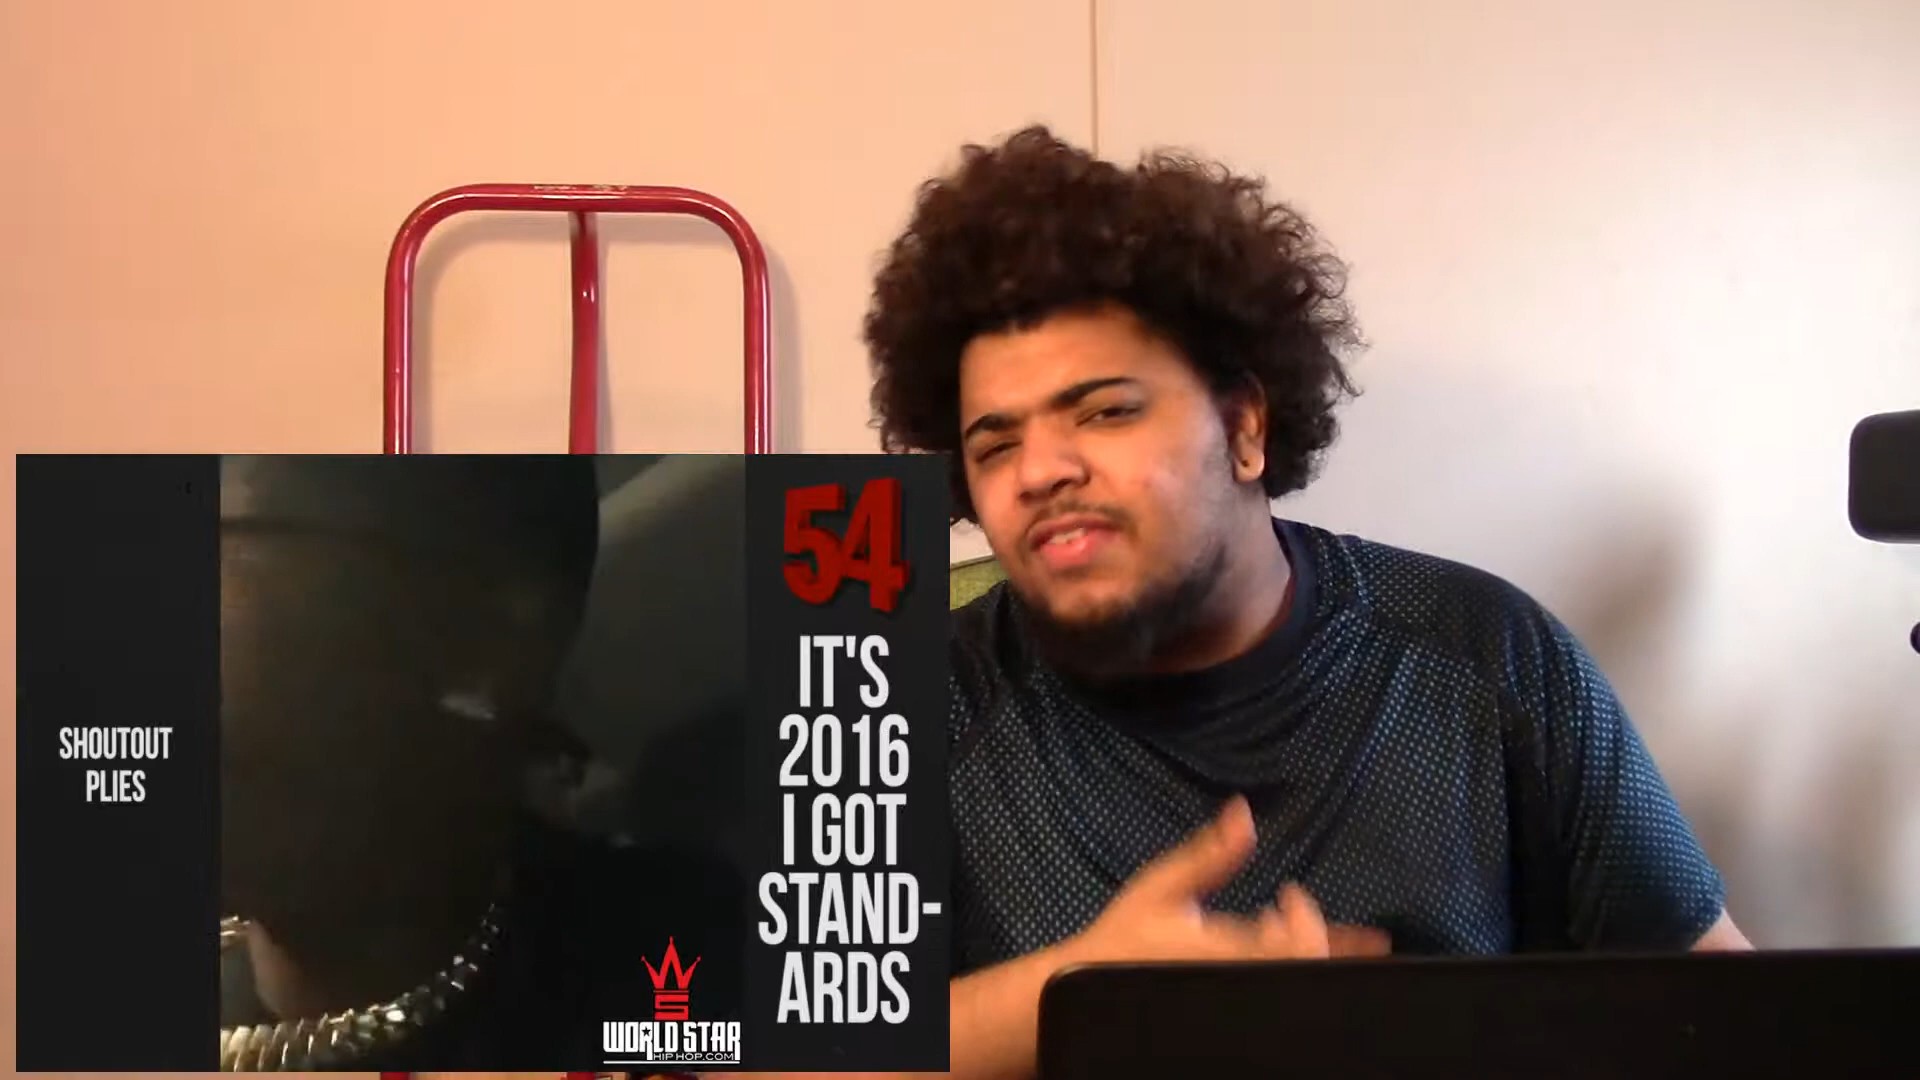 SHOUTOUT
PLIES
54
IT'S
2016
I GOT
STAND-
ARDS
WORLD STAR
HIPHOP.COM